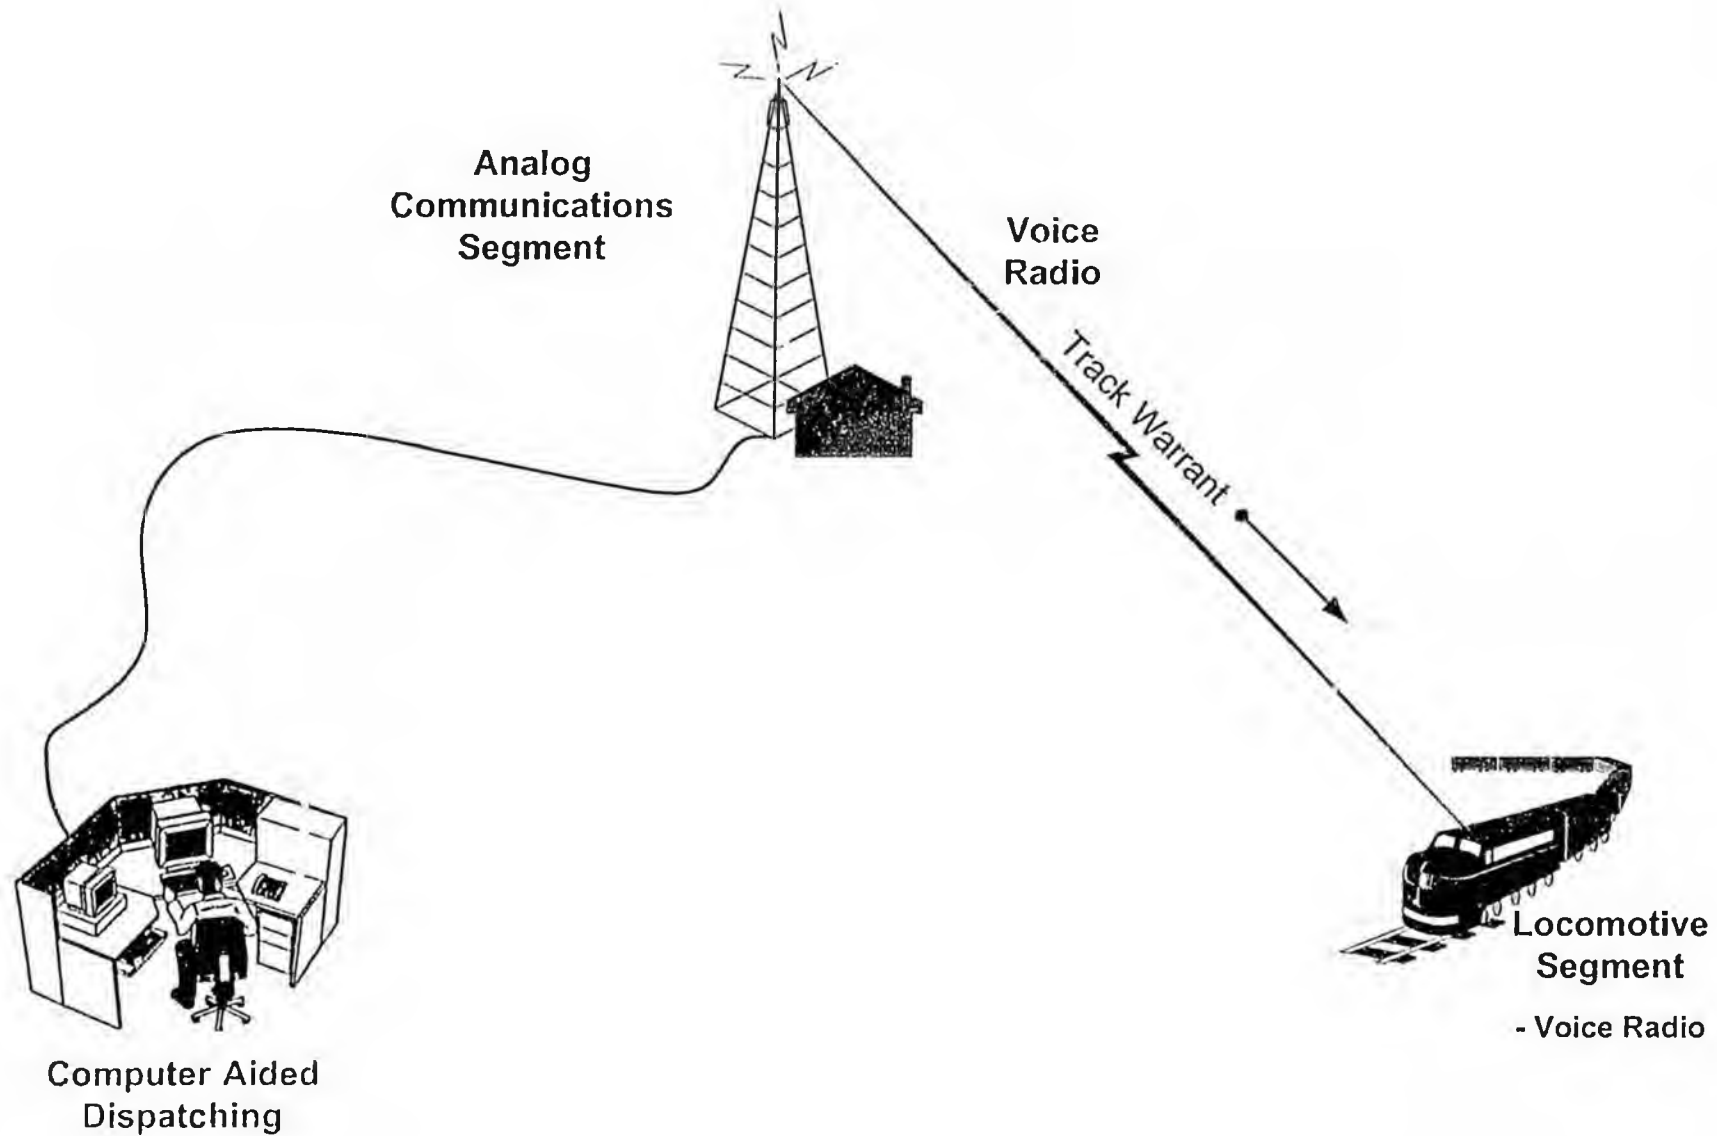 Analog
Communications
Segment
Voice
Radio
Track Warrant
Locomotive
Segment
- Voice Radio
Computer Aided
Dispatching